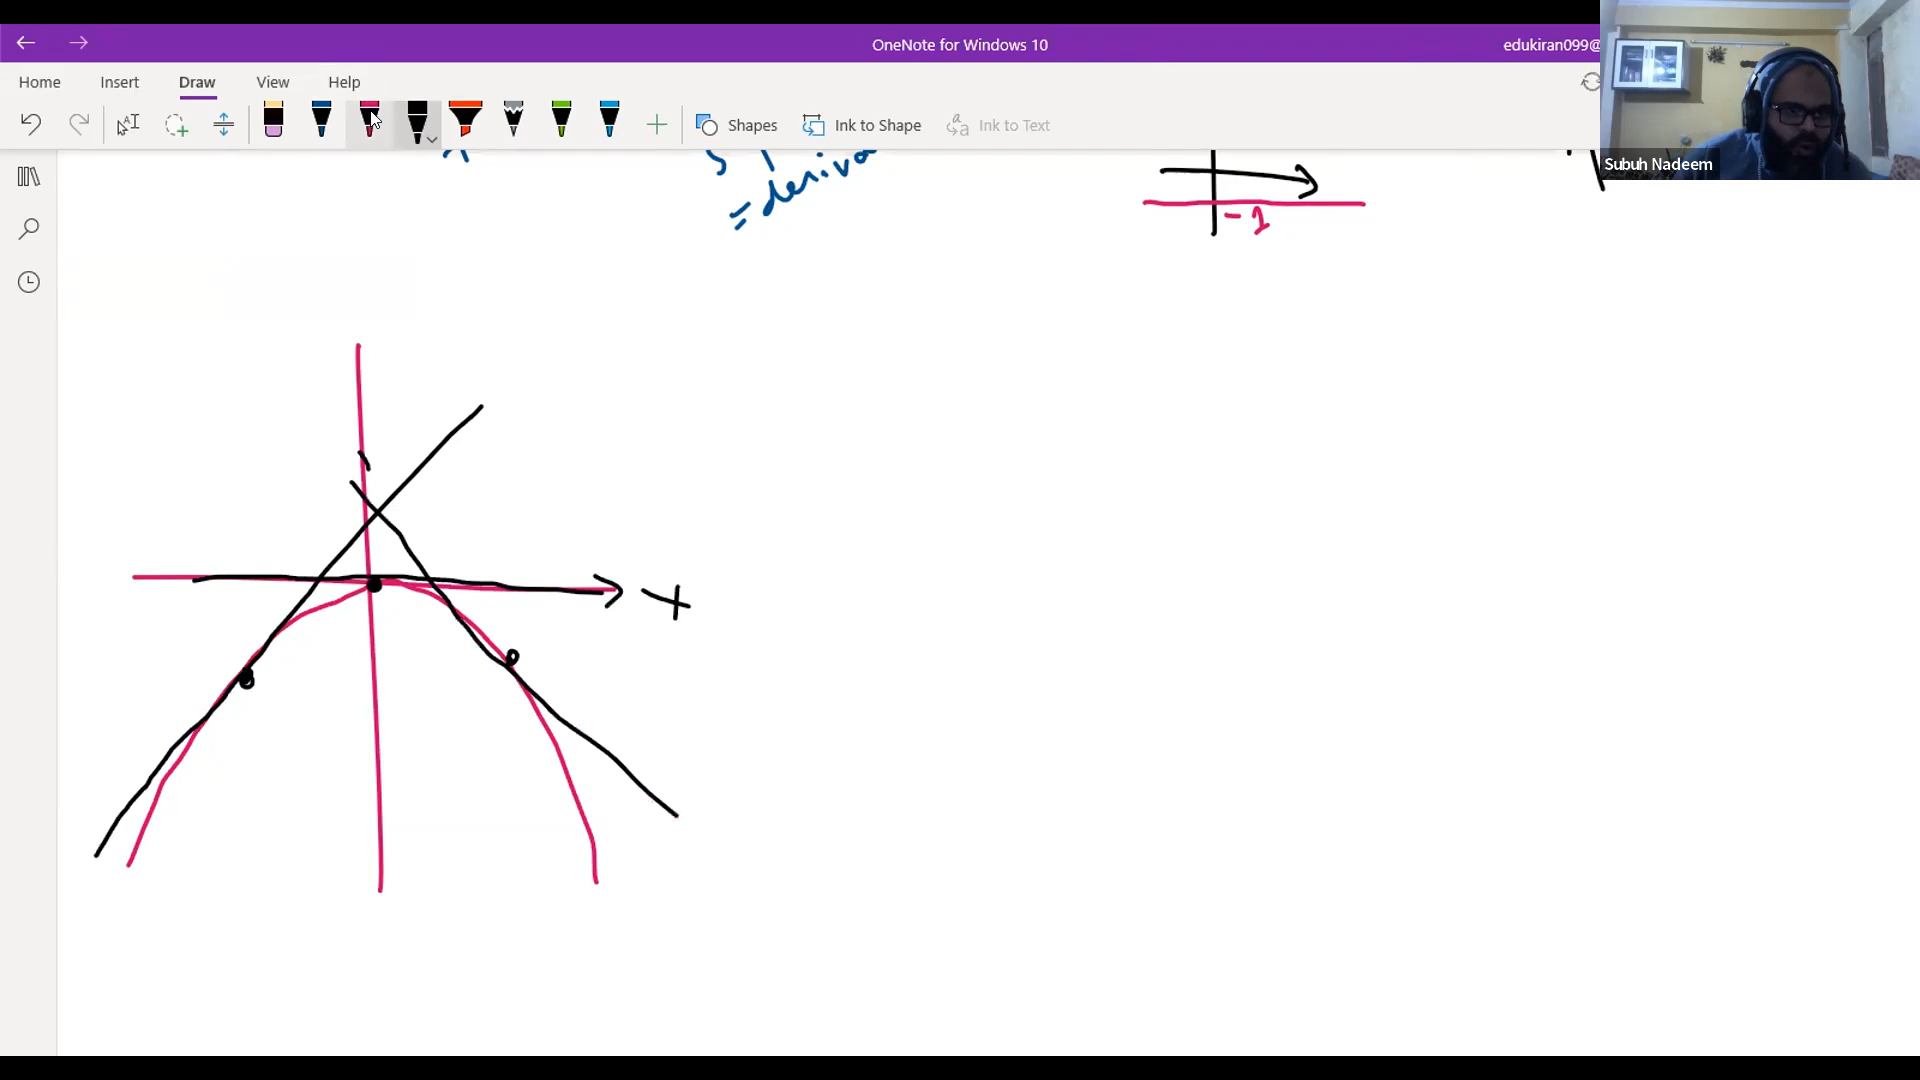 OneNote for Windows 10
edukiran099@
Home Insert Draw View Help
Shapes Ink to Shape Ink to Text
Subuh Nadeem
= deriva
-1